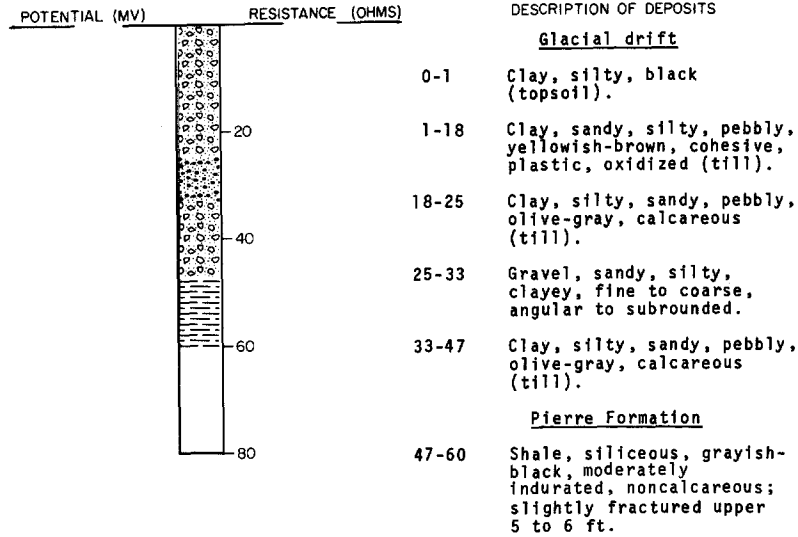 POTENTIAL (MV) RESISTANCE (OHMS) DESCRIPTION OF DEPOSITS
Glacial drift
0-1 Clay, silty, black
(topsoil).
20
1-18 Clay, sandy, silty, pebbly,
yellowish-brown, cohesive,
plastic, oxidized (till).
18-25 Clay, silty, sandy, pebbly,
olive-gray, calcareous
(till).
40
25-33 Gravel, sandy, silty,
clayey, fine to coarse,
angular to subrounded.
60
33-47 Clay, silty, sandy, pebbly,
olive-gray, calcareous
(till).
Pierre Formation
80
47-60 Shale, siliceous, grayish-
black, moderately
indurated, noncalcareous;
slightly fractured upper
5 to 6 ft.